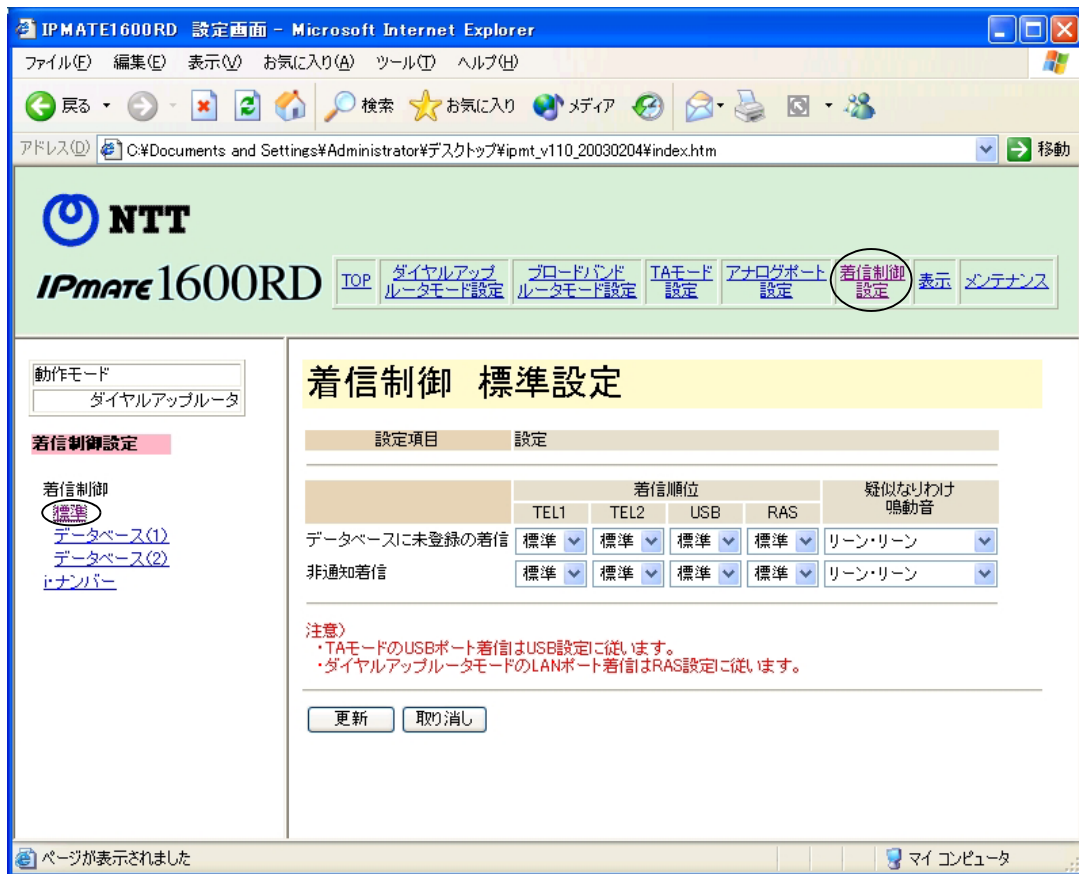 IPMATE1600RD 設定画面 - Microsoft Internet Explorer
ファイル(F) 編集(E) 表示(V) お気に入り(A) ツール(T) ヘルプ(H)
戻る 検索 お気に入り メディア
アドレス(D) C:¥Documents and Settings¥Administrator¥デスクトップ¥ipmt_v110_20030204¥index.htm 移動
NTT
IPMATE1600RD
TOP
ダイヤルアップ
ルータモード設定
ブロードバンド
ルータモード設定
TAモード
設定
アナログポート
設定
着信制御
設定
表示
メンテナンス
動作モード
ダイヤルアップルータ
着信制御設定
着信制御
標準
データベース(1)
データベース(2)
i・ナンバー
着信制御 標準設定
設定項目 設定
着信順位 疑似なりわけ
鳴動音
TEL1 TEL2 USB RAS
データベースに未登録の着信 標準 標準 標準 標準 リーン・リーン
非通知着信 標準 標準 標準 標準 リーン・リーン
注意)
・TAモードのUSBポート着信はUSB設定に従います。
・ダイヤルアップルータモードのLANポート着信はRAS設定に従います。
更新 取り消し
ページが表示されました マイ コンピュータ